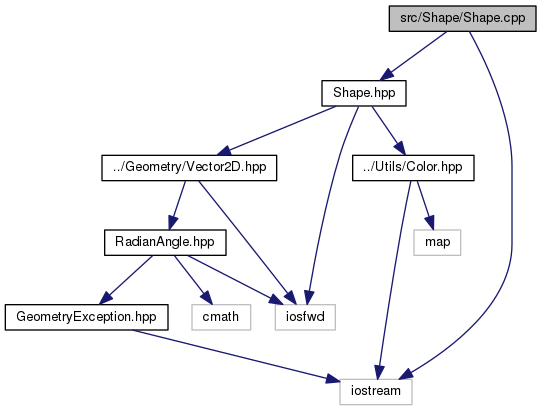 src/Shape/Shape.cpp
Shape.hpp
../Geometry/Vector2D.hpp
../Utils/Color.hpp
RadianAngle.hpp
map
GeometryException.hpp
cmath
iosfwd
iostream